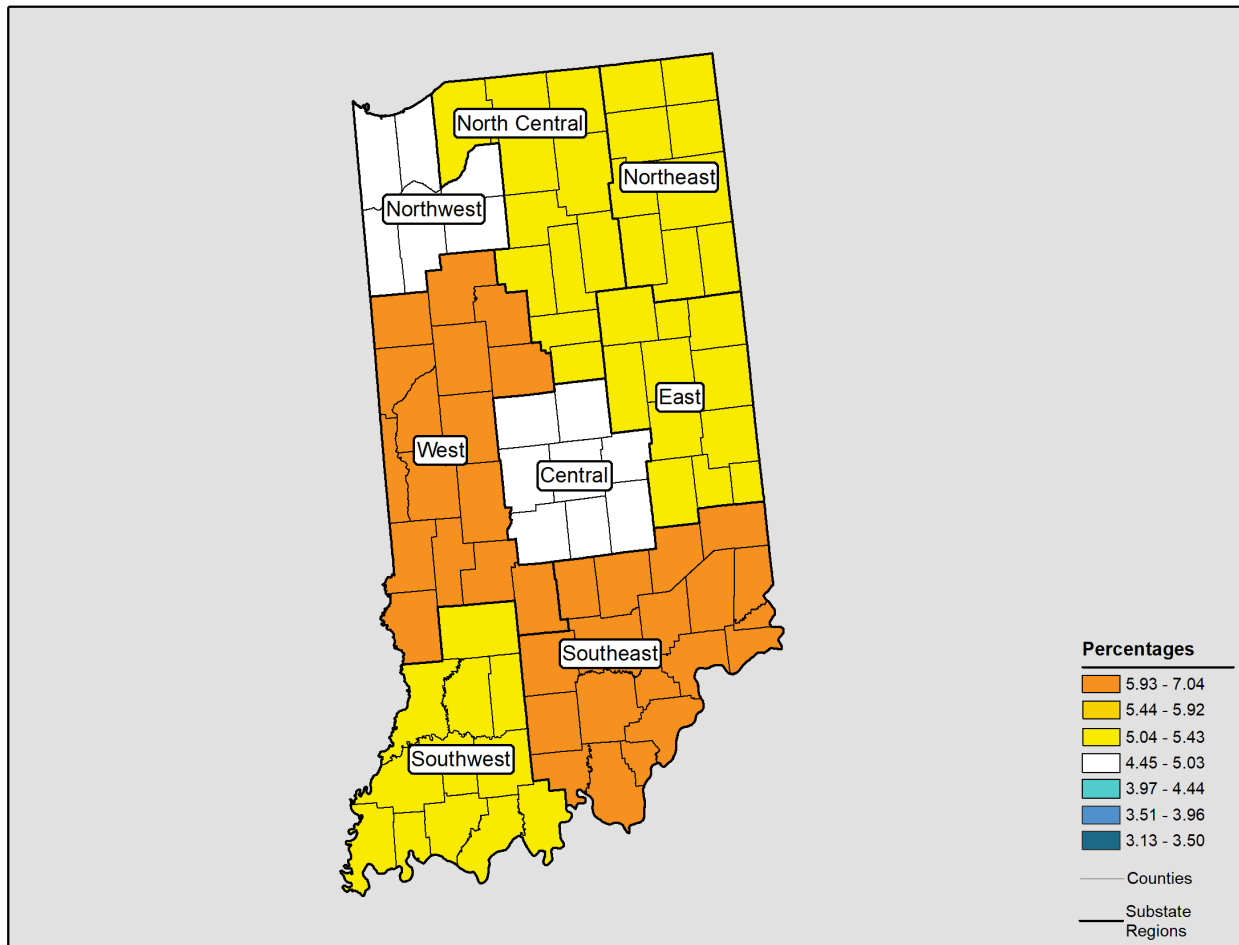 North Central
Northeast
Northwest
East
West
Central
Southeast
Southwest
Percentages
5.93 - 7.04
5.44 - 5.92
5.04 - 5.43
4.45 - 5.03
3.97 - 4.44
3.51 - 3.96
3.13 - 3.50
Counties
Substate
Regions